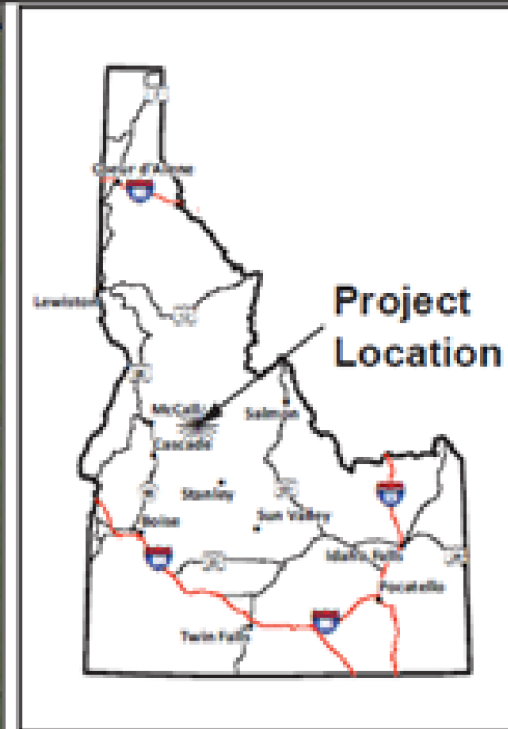 Coeur d'Alene
Lewiston
Project
Location
McCall
Salmon
Cascade
Stanley
Sun Valley
Boise
Idaho Falls
Pocatello
Twin Falls